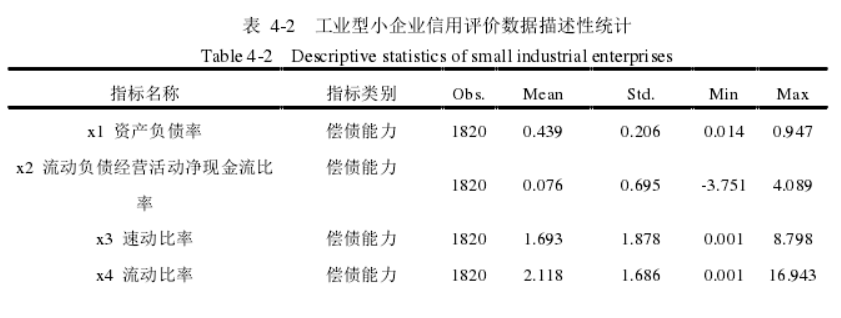 表 4-2 工业型小企业信用评价数据描述性统计
Table 4-2 Descriptive statistics of small industrial enterprises
指标名称 指标类别 Obs. Mean Std. Min Max
x1 资产负债率 偿债能力 1820 0.439 0.206 0.014 0.947
x2 流动负债经营活动净现金流比 偿债能力
1820 0.076 0.695 -3.751 4.089
率
x3 速动比率 偿债能力 1820 1.693 1.878 0.001 8.798
x4 流动比率 偿债能力 1820 2.118 1.686 0.001 16.943